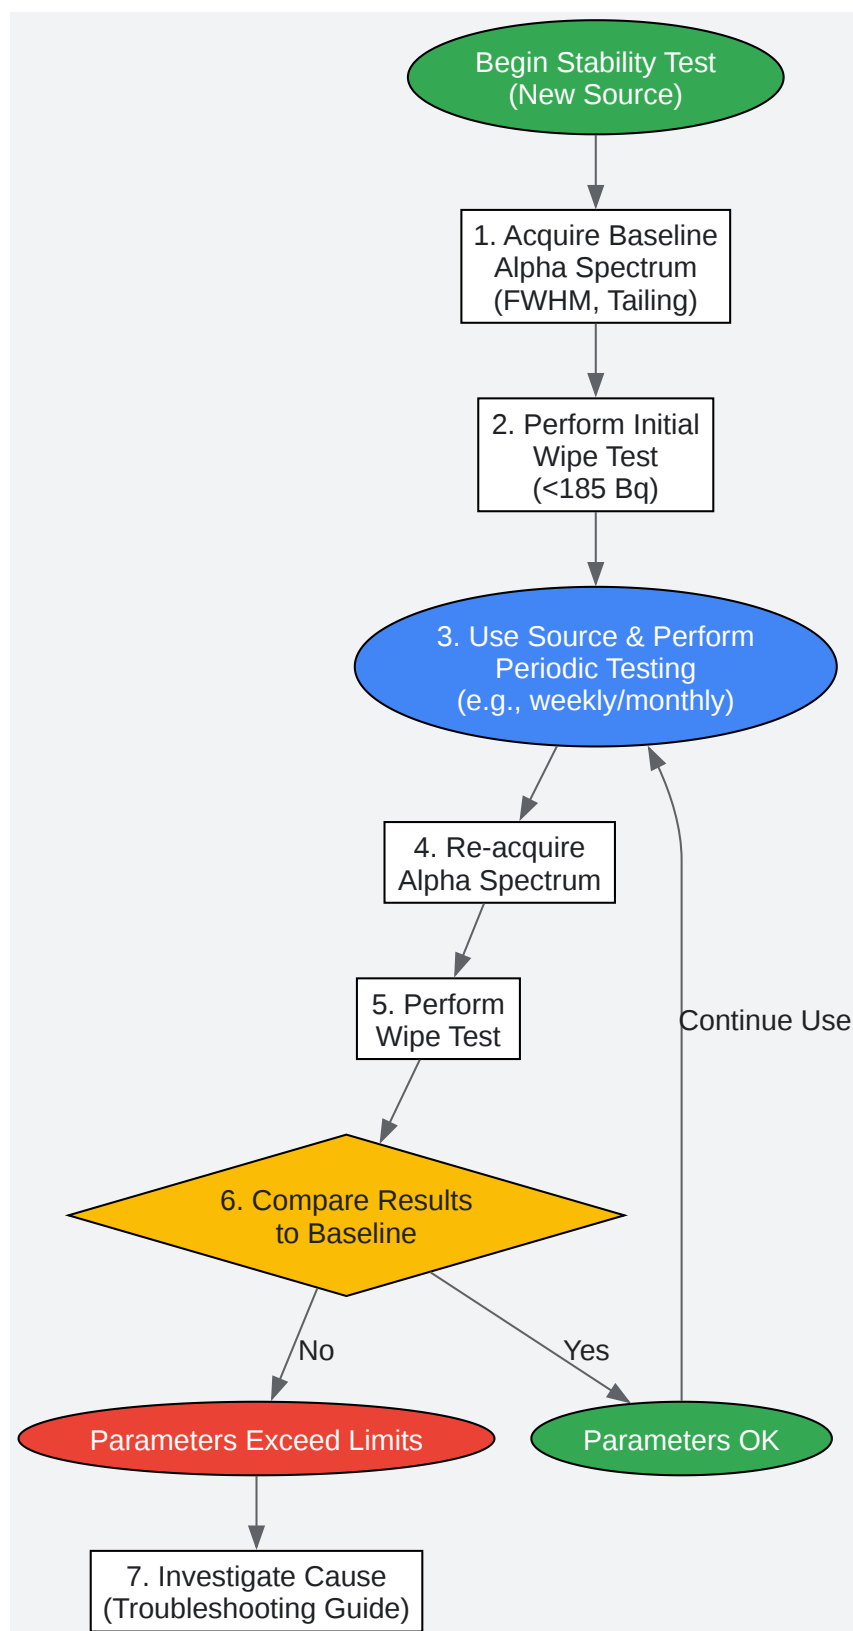 Begin Stability Test
(New Source)
1. Acquire Baseline
Alpha Spectrum
(FWHM, Tailing)
2. Perform Initial
Wipe Test
(<185 Bq)
3. Use Source & Perform
Periodic Testing
(e.g., weekly/monthly)
4. Re-acquire
Alpha Spectrum
5. Perform
Wipe Test
Continue Use
6. Compare Results
to Baseline
No
Yes
Parameters Exceed Limits
Parameters OK
7. Investigate Cause
(Troubleshooting Guide)